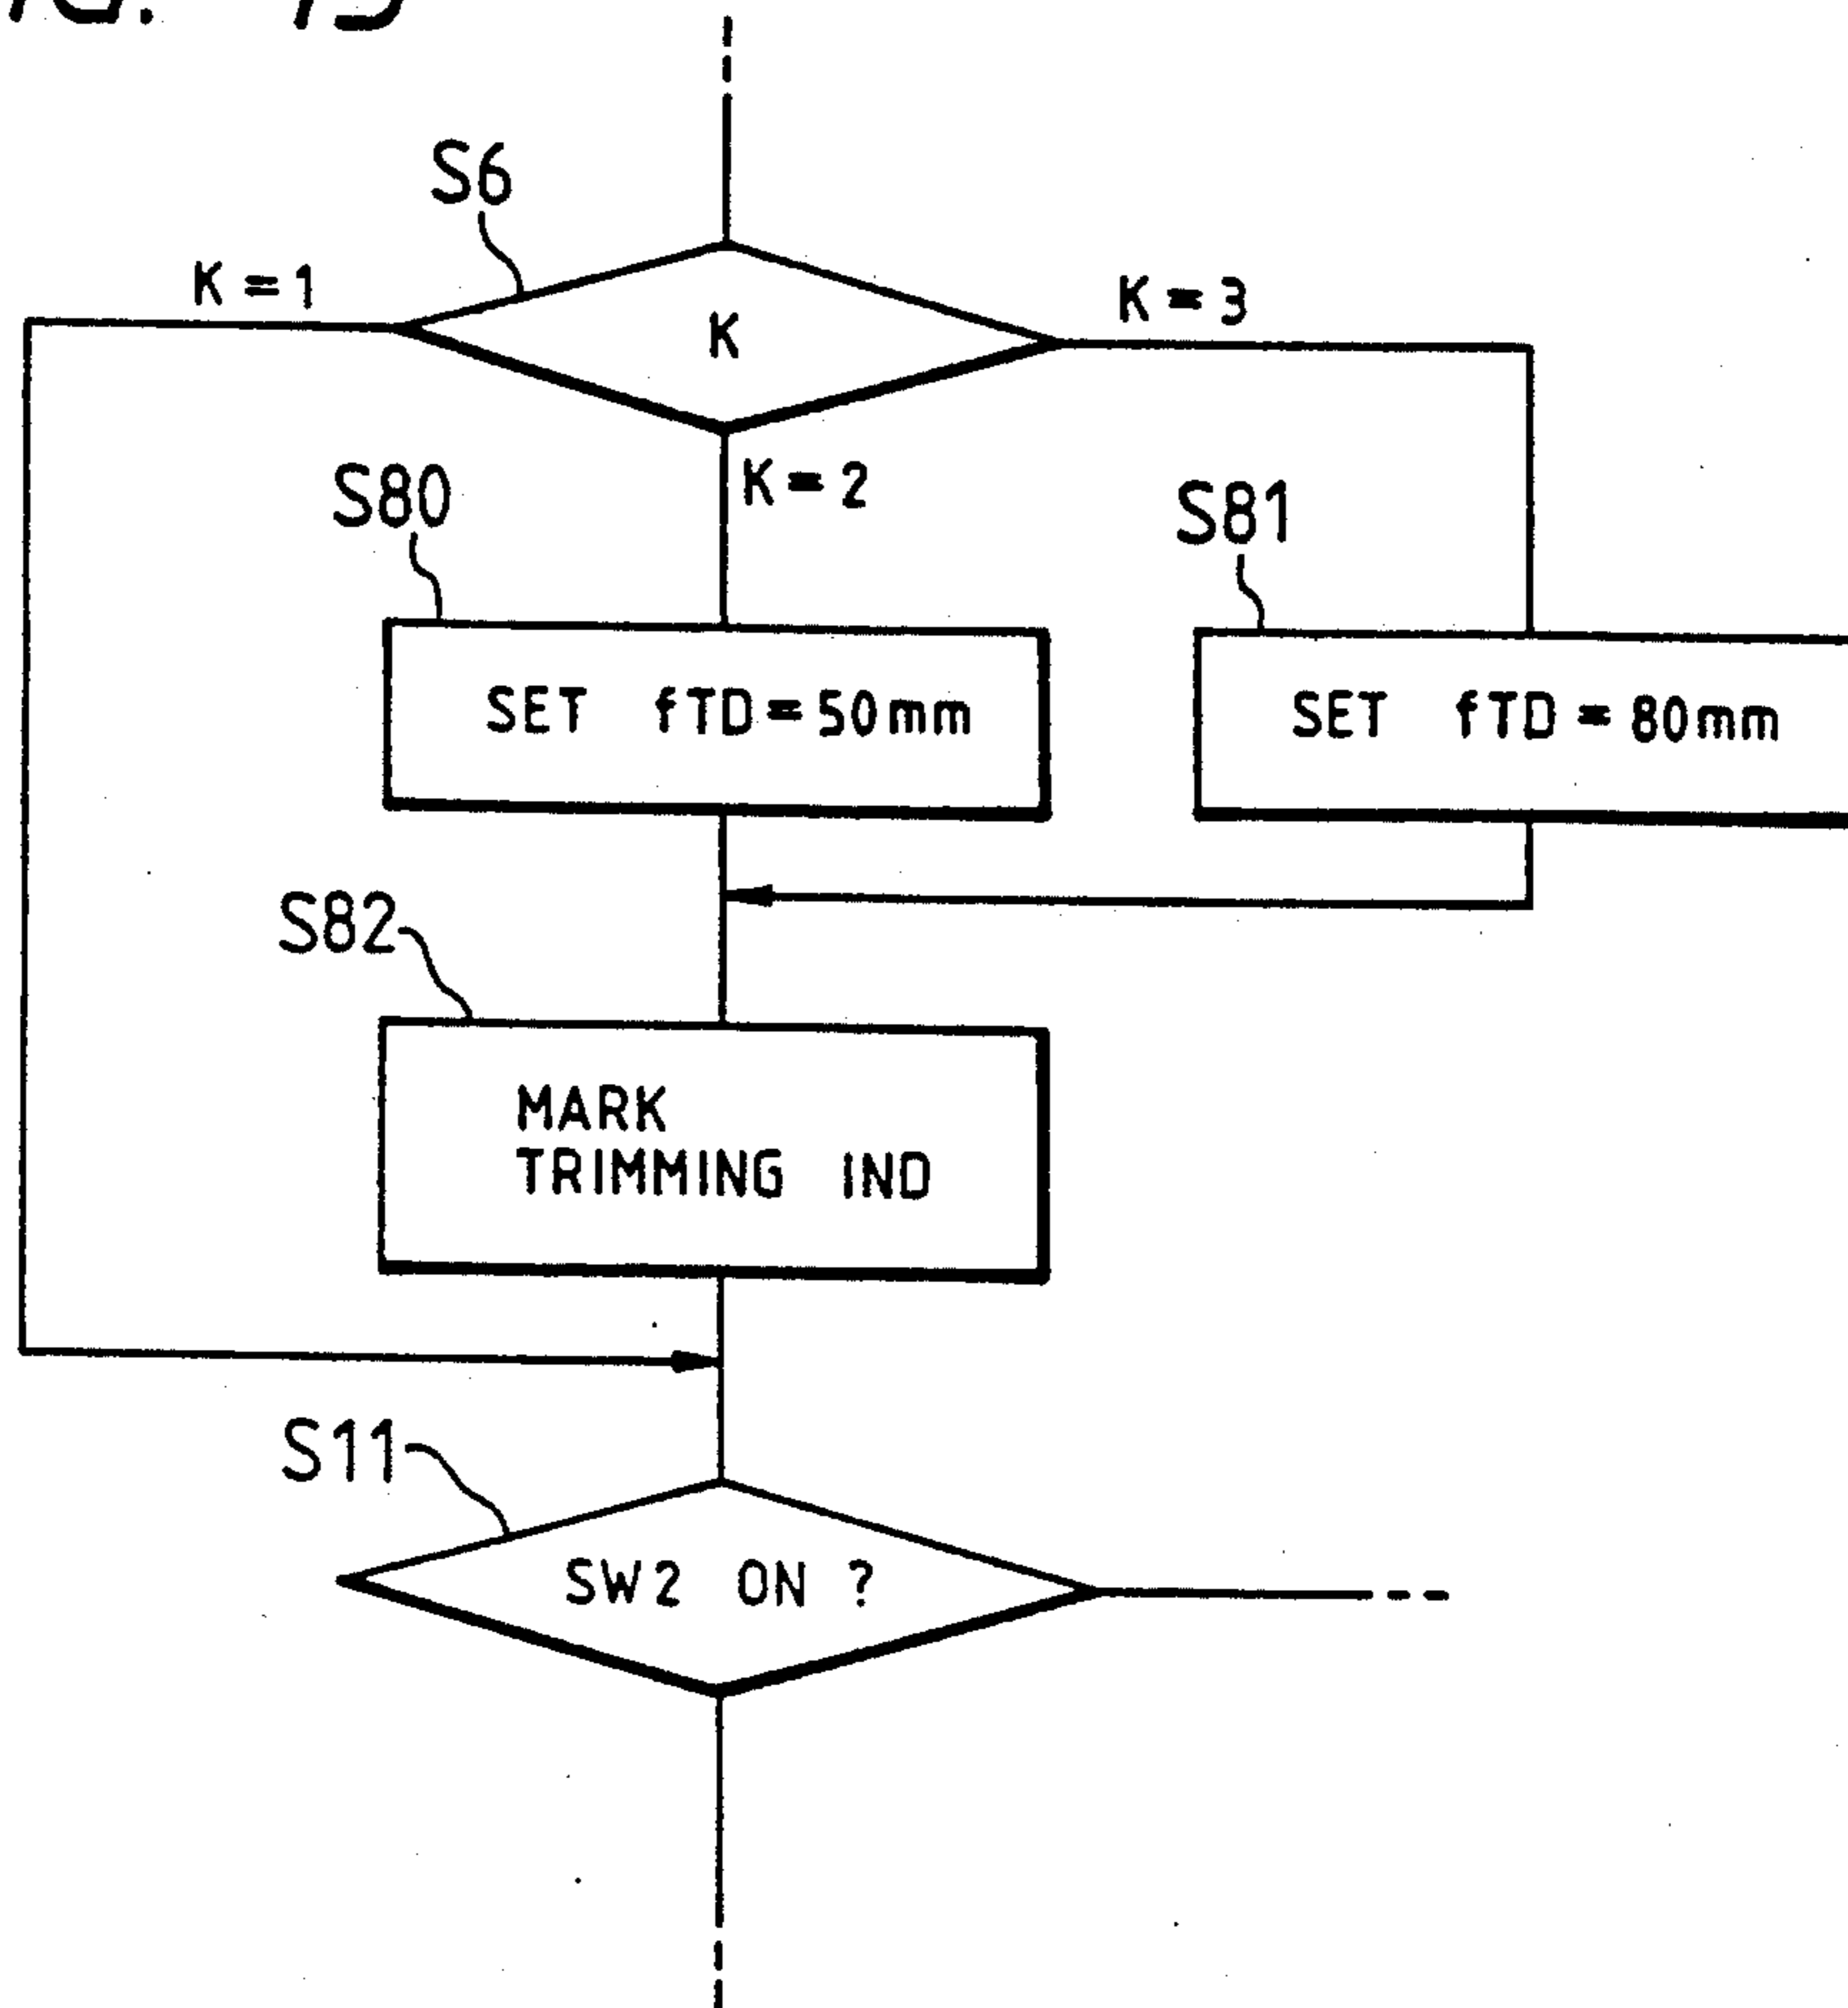 S6
K=1
K=3
K
K=2
S80
S81
SET fTD=50mm
SET fTD=80mm
S82
MARK
TRIMMING IND
S11
SW2 ON ?